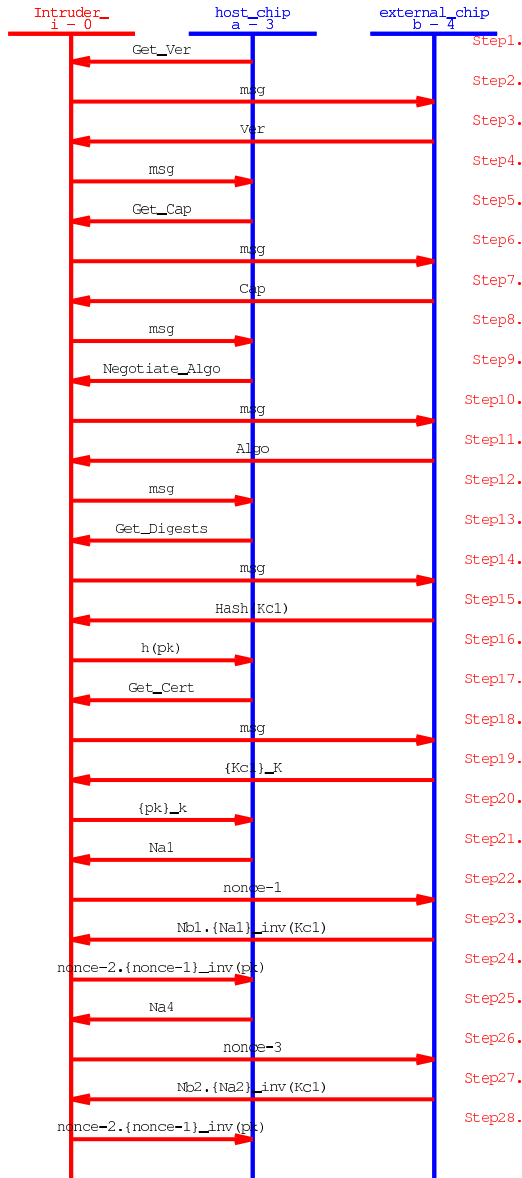 Intruder_ host_chip external_chip
i - 0 a - 3 b - 4
Step1.
Get_Ver
Step2.
msg
Step3.
Ver
Step4.
msg
Step5.
Get_Cap
Step6.
msg
Step7.
Cap
Step8.
msg
Step9.
Negotiate_Algo
Step10.
msg
Step11.
Algo
Step12.
msg
Step13.
Get_Digests
Step14.
msg
Step15.
Hash(Kc1)
Step16.
h(pk)
Step17.
Get_Cert
Step18.
msg
Step19.
{Kc1}_K
Step20.
{pk}_k
Step21.
Na1
Step22.
nonce-1
Step23.
Nb1.{Na1}_inv(Kc1)
Step24.
nonce-2.{nonce-1}_inv(pk)
Step25.
Na4
Step26.
nonce-3
Step27.
Nb2.{Na2}_inv(Kc1)
Step28.
nonce-2.{nonce-1}_inv(pk)